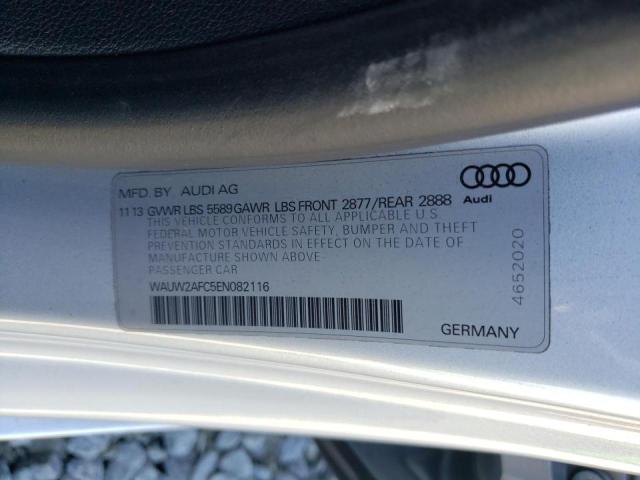 MFD. BY AUDI AG
11 13 GVWR LBS 5589 GAWR LBS FRONT 2877/REAR 2888
THIS VEHICLE CONFORMS TO ALL APPLICABLE U.S.
FEDERAL MOTOR VEHICLE SAFETY, BUMPER AND THEFT
PREVENTION STANDARDS IN EFFECT ON THE DATE OF
MANUFACTURE SHOWN ABOVE-
PASSENGER CAR
WAUW2AFC5EN082116
Audi
4652020
GERMANY